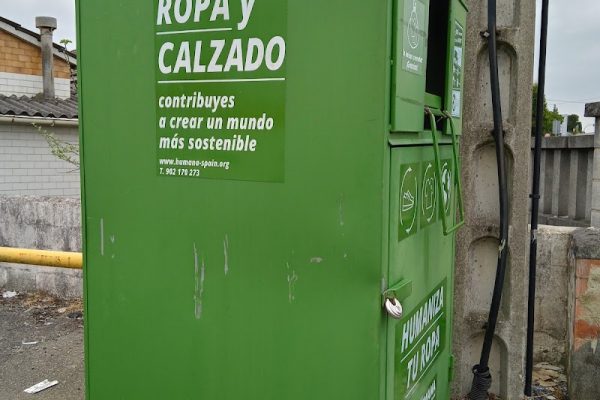 ROPA y
CALZADO
contribuyes
a crear un mundo
más sostenible
www.humana-spain.org
T. 902 170 273
HUMANIZA
TU ROPA